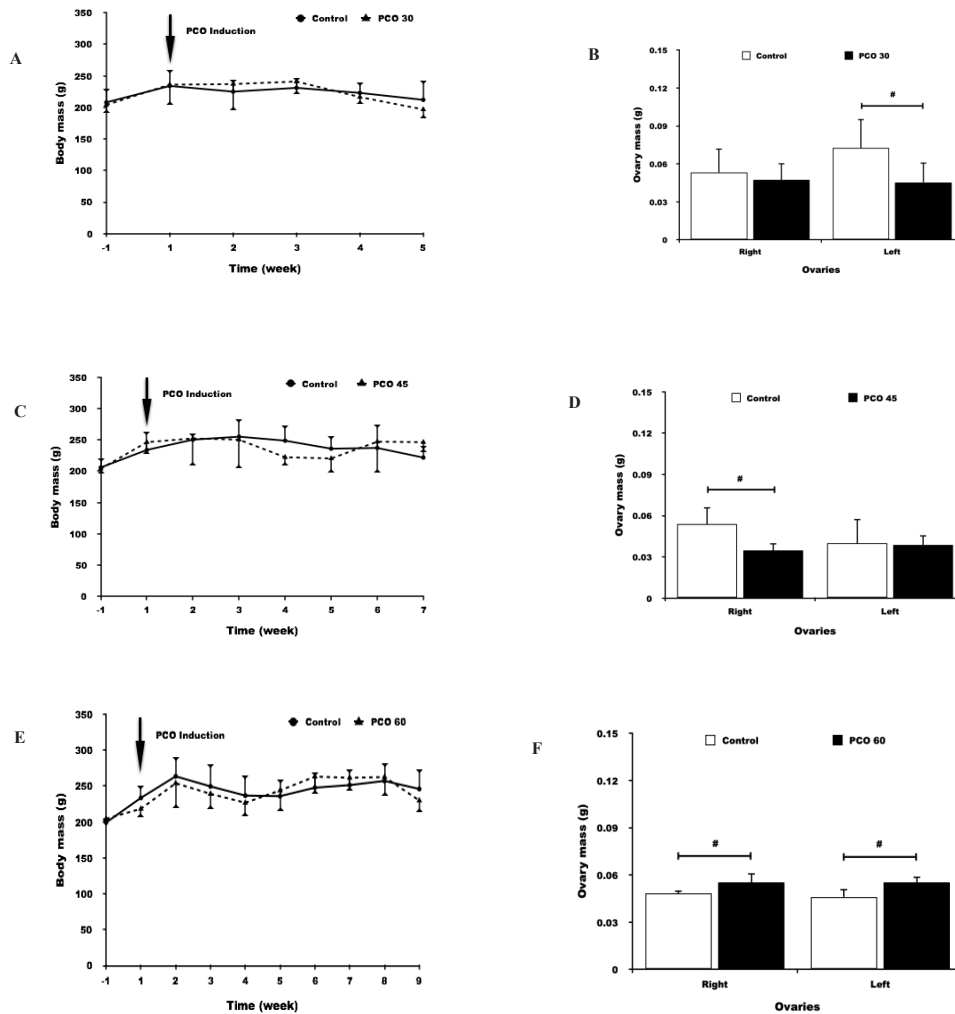 A
Control PCO 30
PCO Induction
Body mass (g)
350
300
250
200
150
100
50
0
-1 1 2 3 4 5
Time (week)
B
Control PCO 30
Ovary mass (g)
0.15
0.12
0.09
0.06
0.03
0
#
Right Left
Ovaries
C
Control PCO 45
PCO Induction
Body mass (g)
350
300
250
200
150
100
50
0
-1 1 2 3 4 5 6 7
Time (week)
D
Control PCO 45
Ovary mass (g)
0.15
0.12
0.09
0.06
0.03
0
#
Right Left
Ovaries
E
Control PCO 60
PCO Induction
Body mass (g)
350
300
250
200
150
100
50
0
-1 1 2 3 4 5 6 7 8 9
Time (week)
F
Control PCO 60
Ovary mass (g)
0.15
0.12
0.09
0.06
0.03
0
# #
Right Left
Ovaries